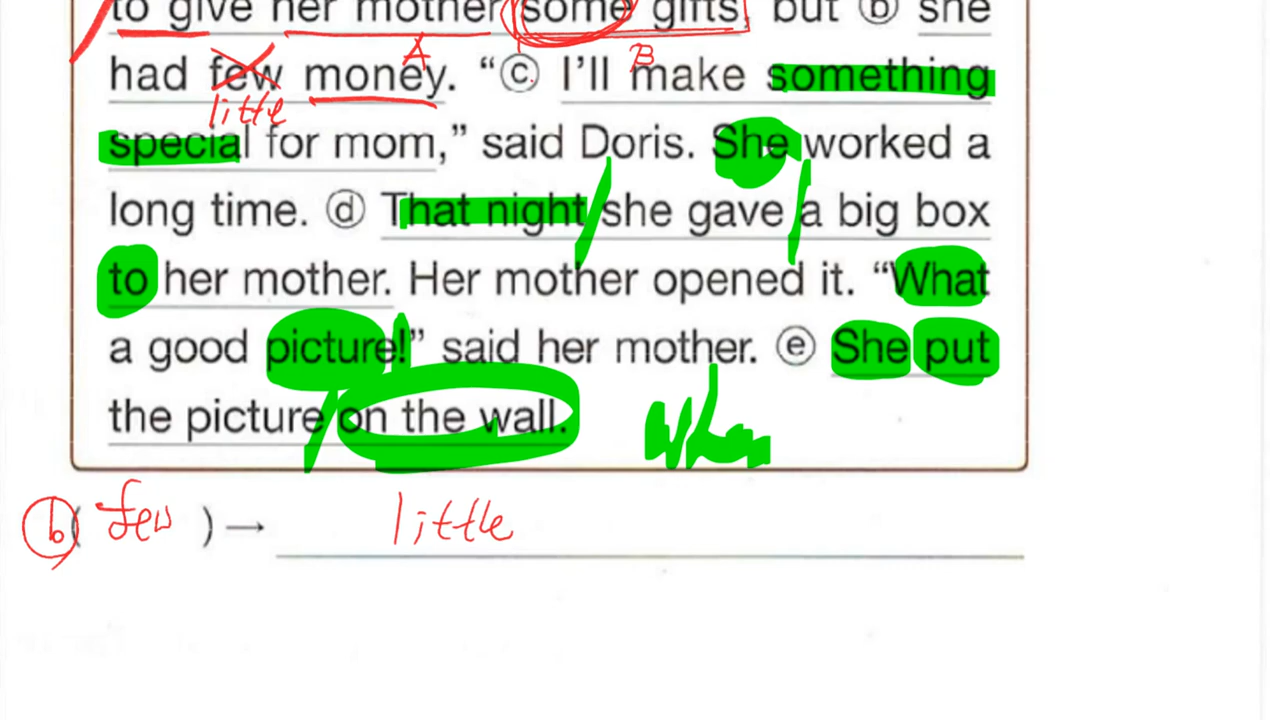 to give her mother some gifts, but ⓑ she
A B
had few money. “ⓒ I’ll make something
little
special for mom,” said Doris. She worked a
long time. ⓓ That night she gave a big box
to her mother. Her mother opened it. “What
a good picture!” said her mother. ⓔ She put
the picture on the wall.
ⓑ( few ) → little